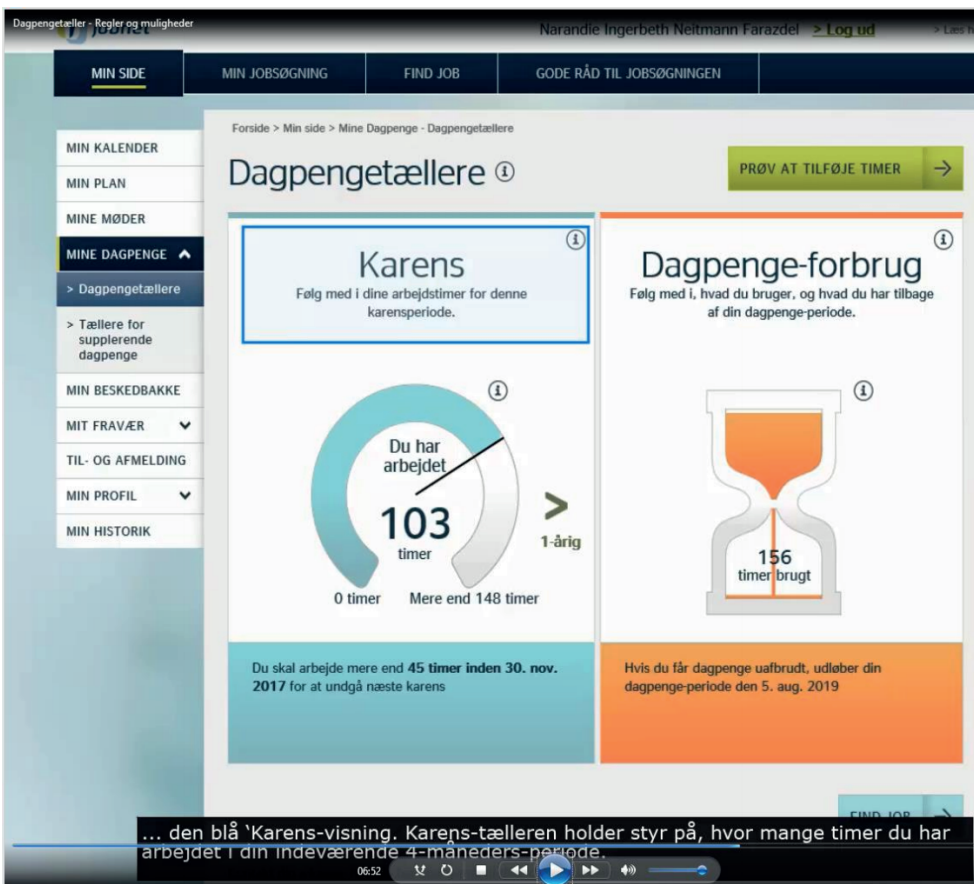 Dagpengetæller - Regler og muligheder
jobnet
Narandie Ingerbeth Neitmann Farazdel > Log ud > Læs
MIN SIDE MIN JOBSØGNING FIND JOB GODE RÅD TIL JOBSØGNINGEN
Forside > Min side > Mine Dagpenge - Dagpengetællere
MIN KALENDER
MIN PLAN
MINE MØDER
MINE DAGPENGE
> Dagpengetællere
> Tællere for
supplerende
dagpenge
MIN BESKEDBAKKE
MIT FRAVÆR
TIL- OG AFMELDING
MIN PROFIL
MIN HISTORIK
Dagpengetællere
PRØV AT TILFØJE TIMER
Karens
Følg med i dine arbejdstimer for denne
karensperiode.
Du har
arbejdet
103
timer
0 timer Mere end 148 timer
>
1-årig
Du skal arbejde mere end 45 timer inden 30. nov.
2017 for at undgå næste karens
Dagpenge-forbrug
Følg med i, hvad du bruger, og hvad du har tilbage
af din dagpenge-periode.
156
timer brugt
Hvis du får dagpenge uafbrudt, udløber din
dagpenge-periode den 5. aug. 2019
FIND JOB
... den blå 'Karens-visning. Karens-tælleren holder styr på, hvor mange timer du har
arbejdet i din indeværende 4-måneders-periode.
06:52